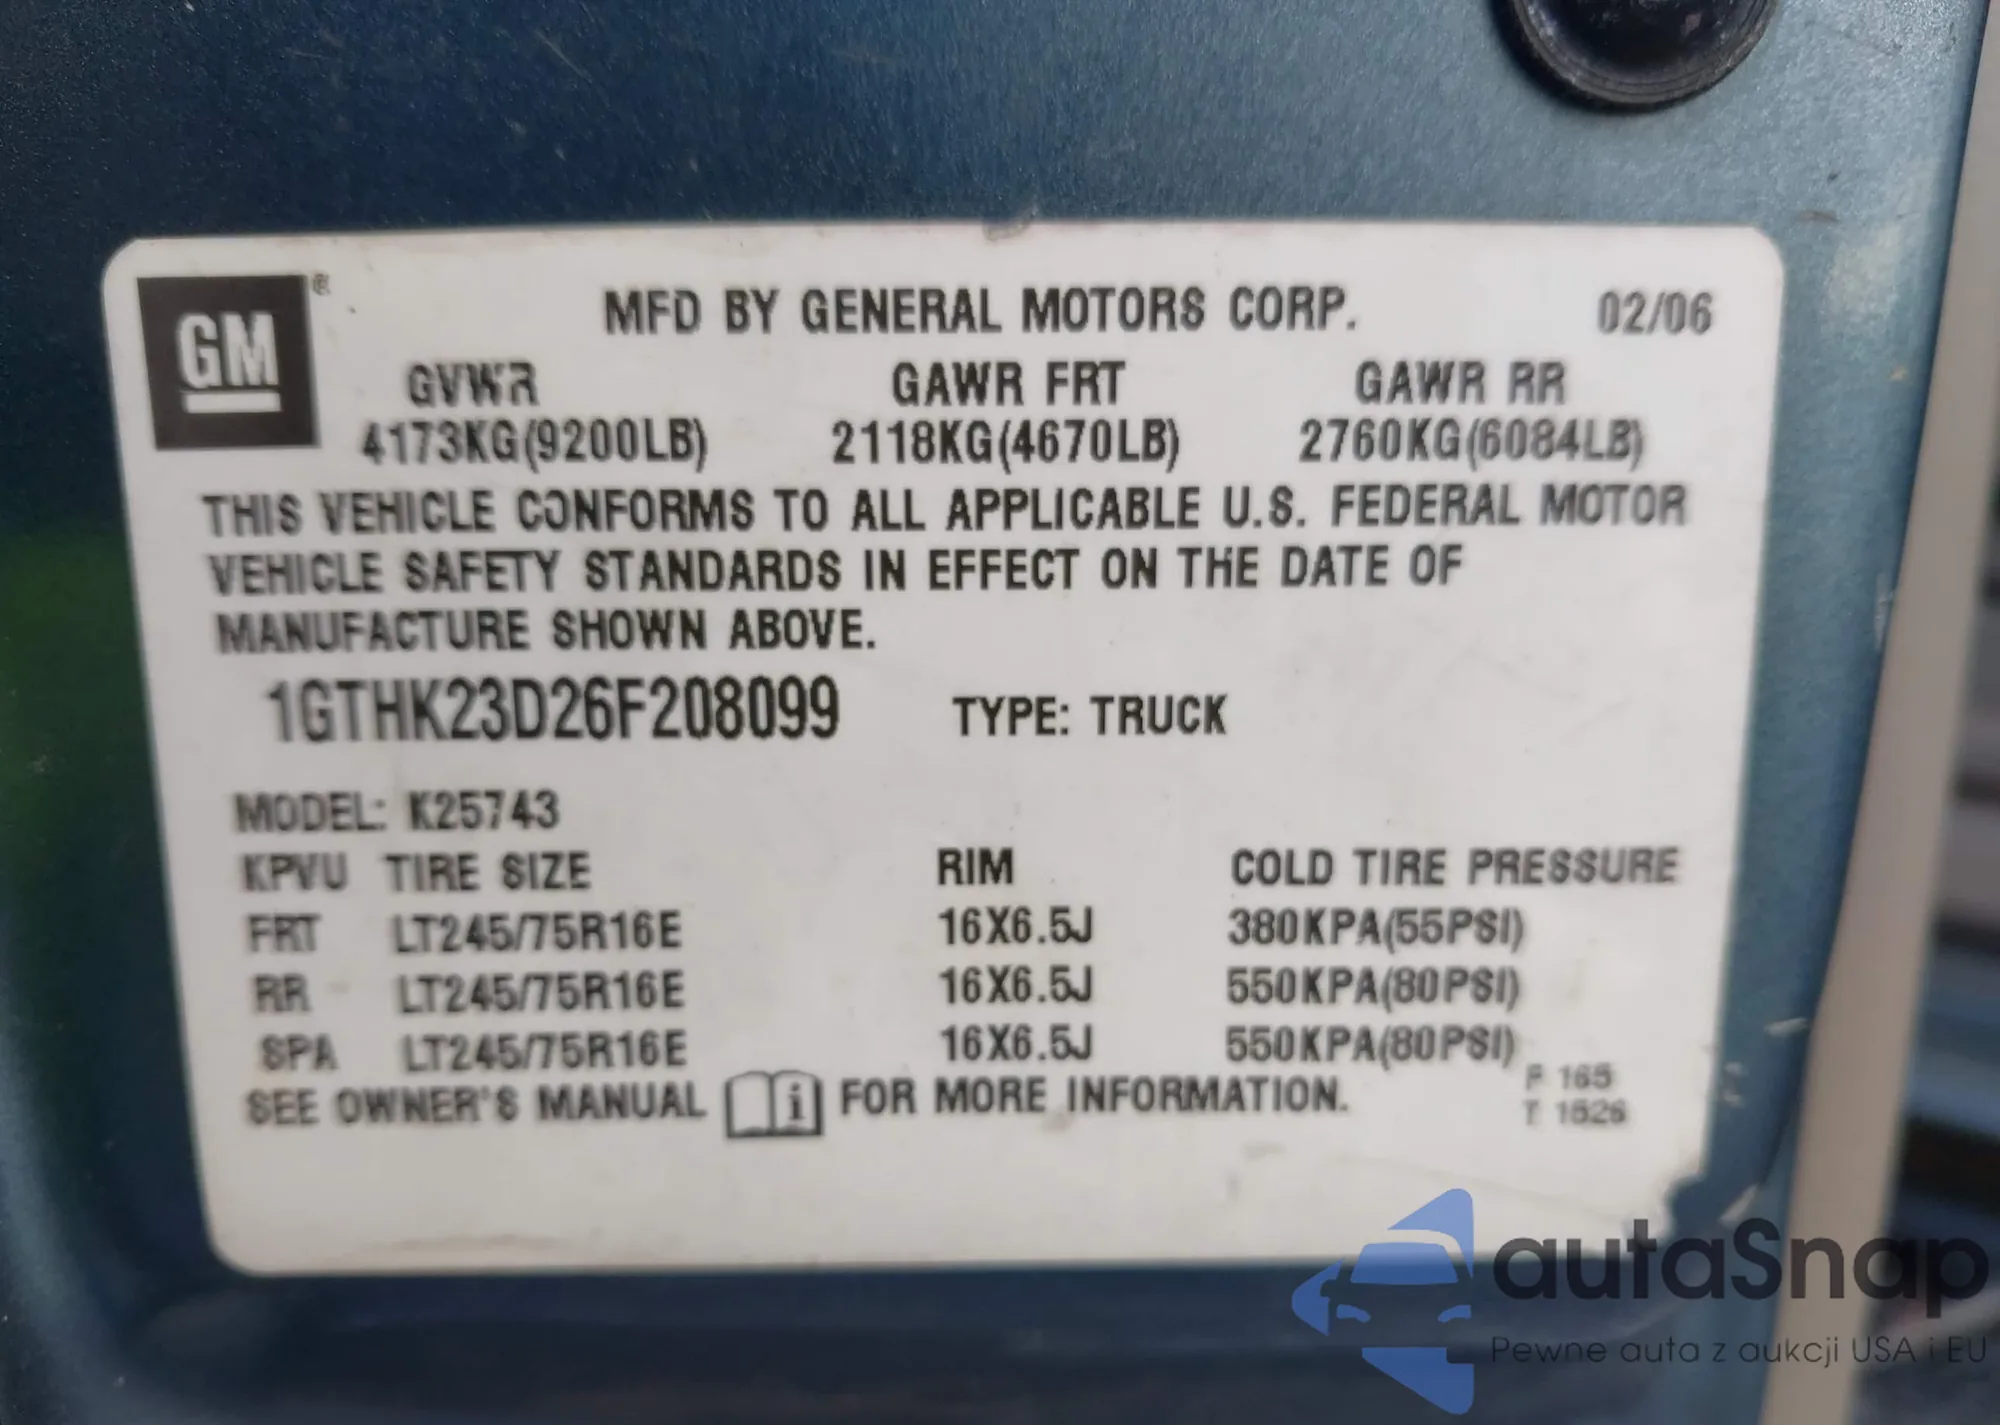 GM ®
MFD BY GENERAL MOTORS CORP. 02/06
GVWR GAWR FRT GAWR RR
4173KG(9200LB) 2118KG(4670LB) 2760KG(6084LB)
THIS VEHICLE CONFORMS TO ALL APPLICABLE U.S. FEDERAL MOTOR
VEHICLE SAFETY STANDARDS IN EFFECT ON THE DATE OF
MANUFACTURE SHOWN ABOVE.
1GTHK23D26F208099 TYPE: TRUCK
MODEL: K25743
KPVU TIRE SIZE RIM COLD TIRE PRESSURE
FRT LT245/75R16E 16X6.5J 380KPA(55PSI)
RR LT245/75R16E 16X6.5J 550KPA(80PSI)
SPA LT245/75R16E 16X6.5J 550KPA(80PSI)
SEE OWNER'S MANUAL i FOR MORE INFORMATION.
F 165
T 1526
autaSnap
Pewne auta z aukcji USA i EU